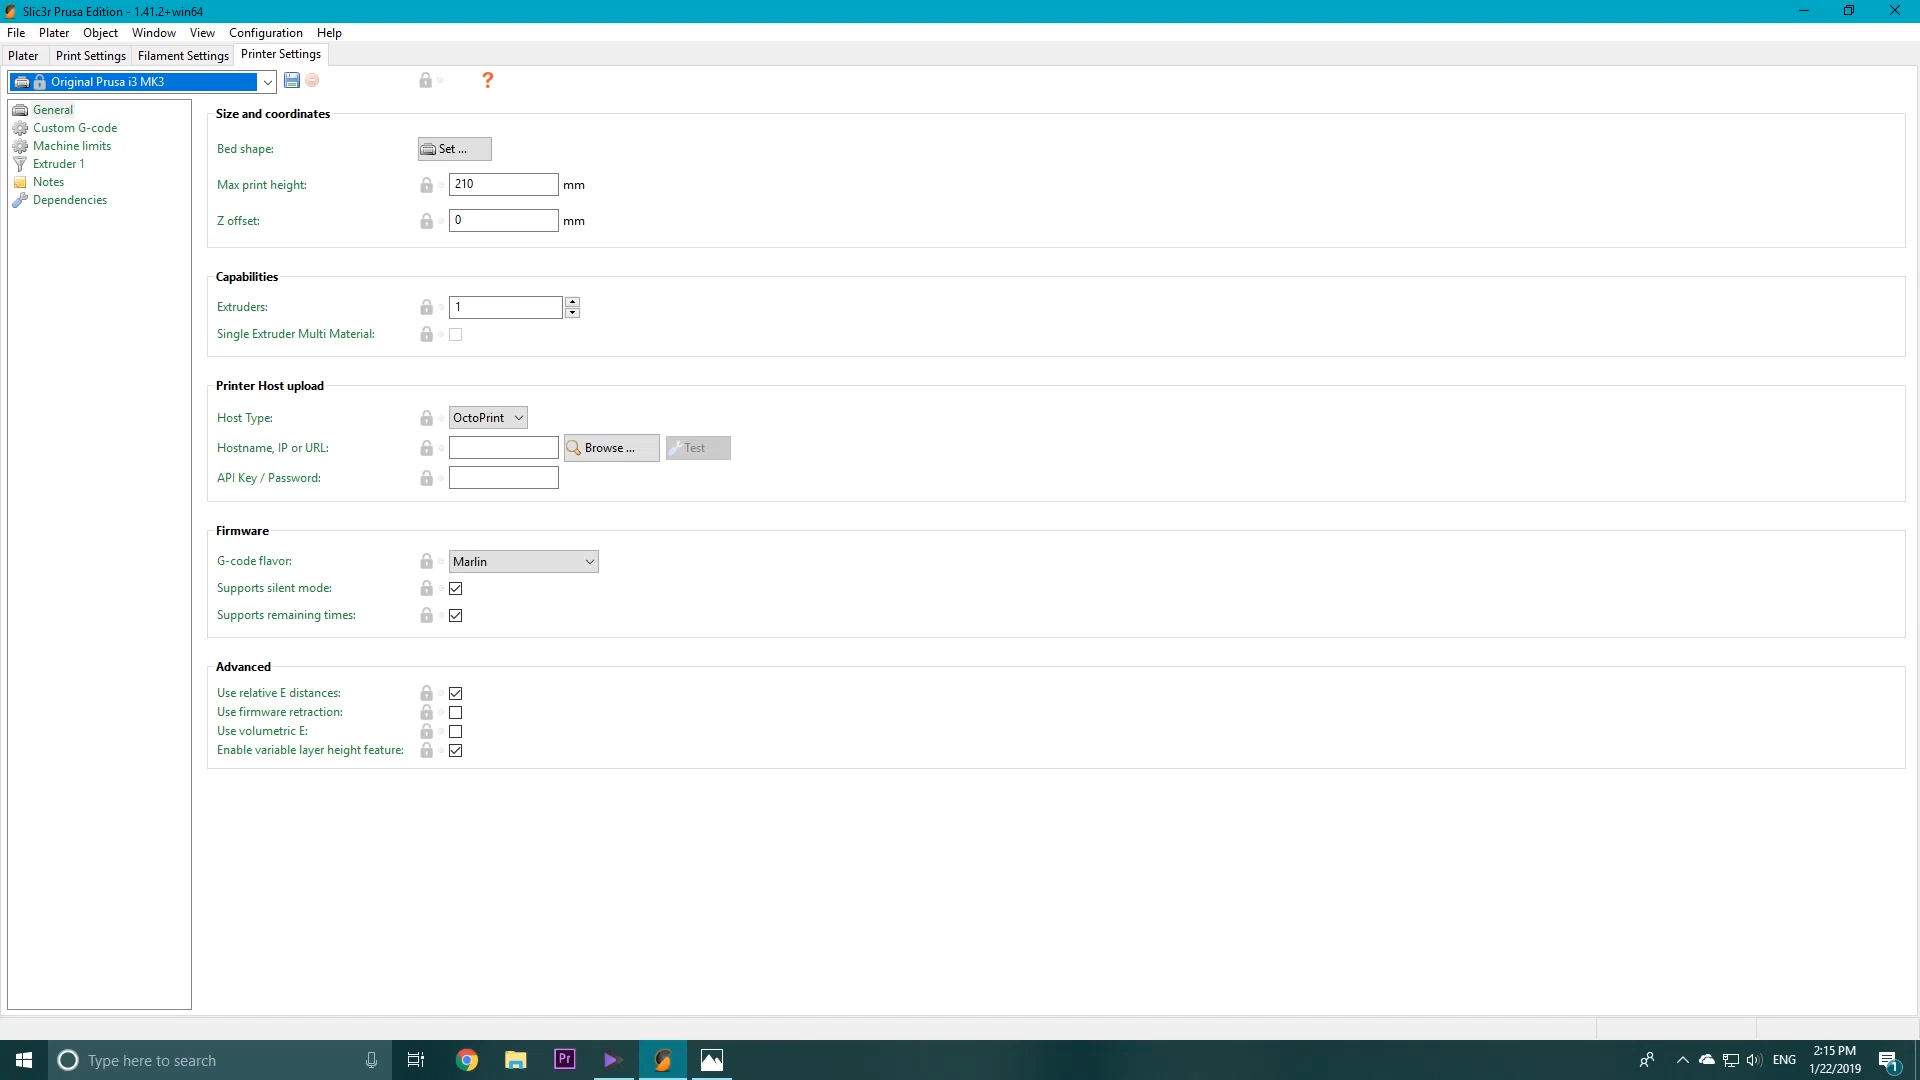 Slic3r Prusa Edition - 1.41.2+win64
File Plater Object Window View Configuration Help
Plater Print Settings Filament Settings Printer Settings
Original Prusa i3 MK3 ?
General
Custom G-code
Machine limits
Extruder 1
Notes
Dependencies
Size and coordinates
Bed shape: Set ...
Max print height: 210 mm
Z offset: 0 mm
Capabilities
Extruders: 1
Single Extruder Multi Material:
Printer Host upload
Host Type: OctoPrint
Hostname, IP or URL: Browse ... Test
API Key / Password:
Firmware
G-code flavor: Marlin
Supports silent mode:
Supports remaining times:
Advanced
Use relative E distances:
Use firmware retraction:
Use volumetric E:
Enable variable layer height feature:
Type here to search Pr ENG 2:15 PM 1
1/22/2019